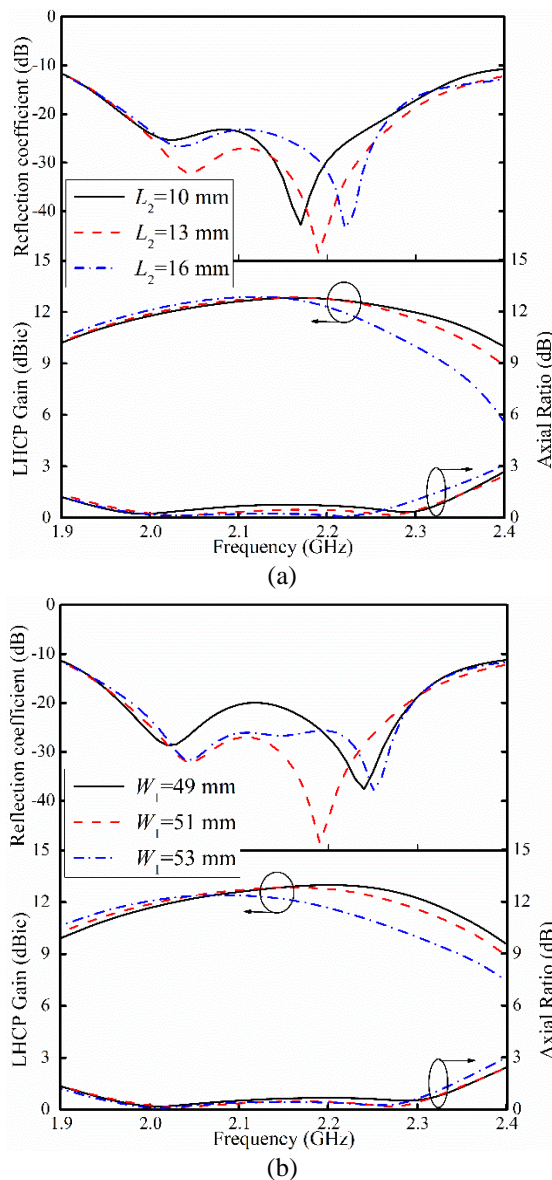 0
-10
-20
-30
-40
Reflection coefficient (dB)
L2=10 mm
L2=13 mm
L2=16 mm
15
12
9
6
3
0
LHCP Gain (dBic)
15
12
9
6
3
0
Axial Ratio (dB)
1.9 2.0 2.1 2.2 2.3 2.4
Frequency (GHz)
(a)
0
-10
-20
-30
-40
Reflection coefficient (dB)
W1=49 mm
W1=51 mm
W1=53 mm
15
12
9
6
3
0
LHCP Gain (dBic)
15
12
9
6
3
0
Axial Ratio (dB)
1.9 2.0 2.1 2.2 2.3 2.4
Frequency (GHz)
(b)